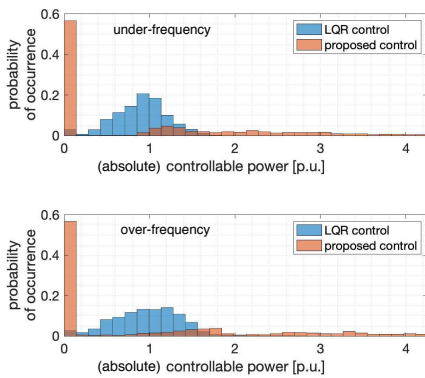 0.6
under-frequency
LQR control
proposed control
0.4
0.2
0
probability
of occurrence
0 1 2 3 4
(absolute) controllable power [p.u.]
0.6
over-frequency
LQR control
proposed control
0.4
0.2
0
probability
of occurrence
0 1 2 3 4
(absolute) controllable power [p.u.]